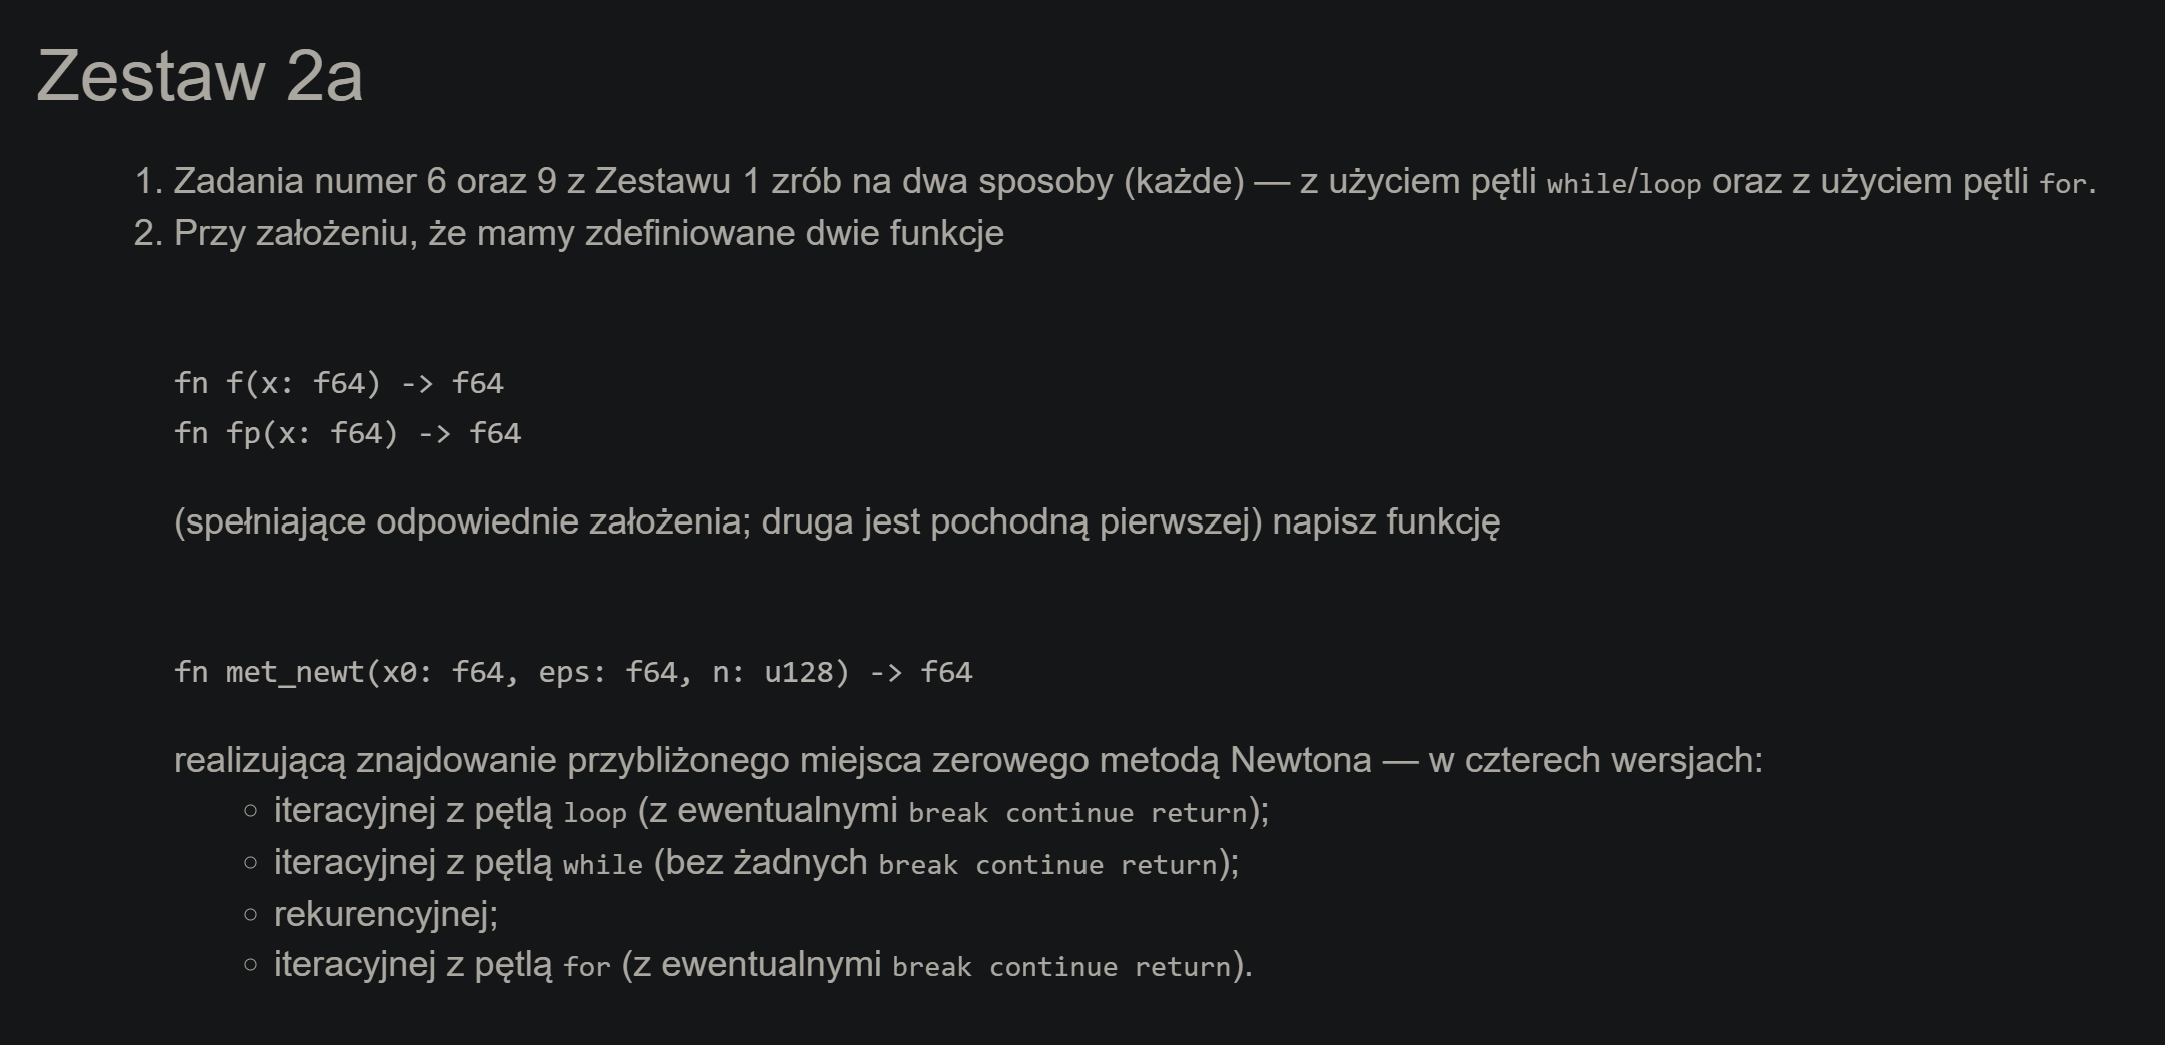 Zestaw 2a
1. Zadania numer 6 oraz 9 z Zestawu 1 zrób na dwa sposoby (każde) — z użyciem pętli while/loop oraz z użyciem pętli for.
2. Przy założeniu, że mamy zdefiniowane dwie funkcje
fn f(x: f64) -> f64
fn fp(x: f64) -> f64
(spełniające odpowiednie założenia; druga jest pochodną pierwszej) napisz funkcję
fn met_newt(x0: f64, eps: f64, n: u128) -> f64
realizującą znajdowanie przybliżonego miejsca zerowego metodą Newtona — w czterech wersjach:
○ iteracyjnej z pętlą loop (z ewentualnymi break continue return);
○ iteracyjnej z pętlą while (bez żadnych break continue return);
○ rekurencyjnej;
○ iteracyjnej z pętlą for (z ewentualnymi break continue return).